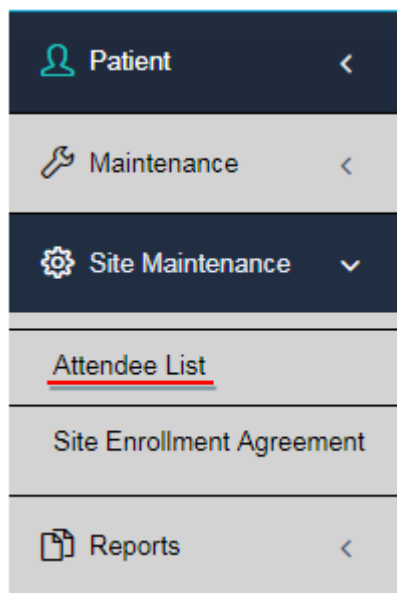 Patient
Maintenance
Site Maintenance
Attendee List
Site Enrollment Agreement
Reports